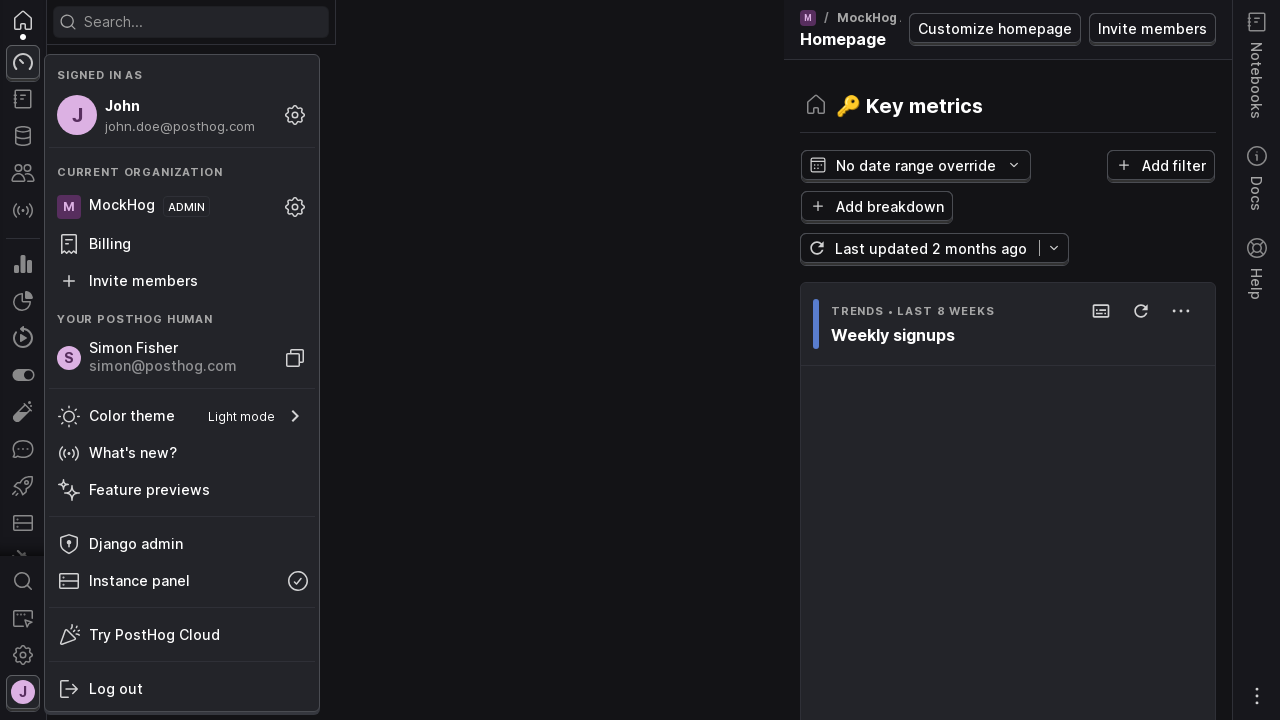 Search...
SIGNED IN AS
J
John
john.doe@posthog.com
CURRENT ORGANIZATION
M
MockHog
ADMIN
Billing
Invite members
YOUR POSTHOG HUMAN
S
Simon Fisher
simon@posthog.com
Color theme
Light mode
What's new?
Feature previews
Django admin
Instance panel
Try PostHog Cloud
Log out
J
M / MockHog
Homepage
Customize homepage
Invite members
🔑 Key metrics
No date range override
Add filter
Add breakdown
Last updated 2 months ago
TRENDS • LAST 8 WEEKS
Weekly signups
Notebooks
Docs
Help